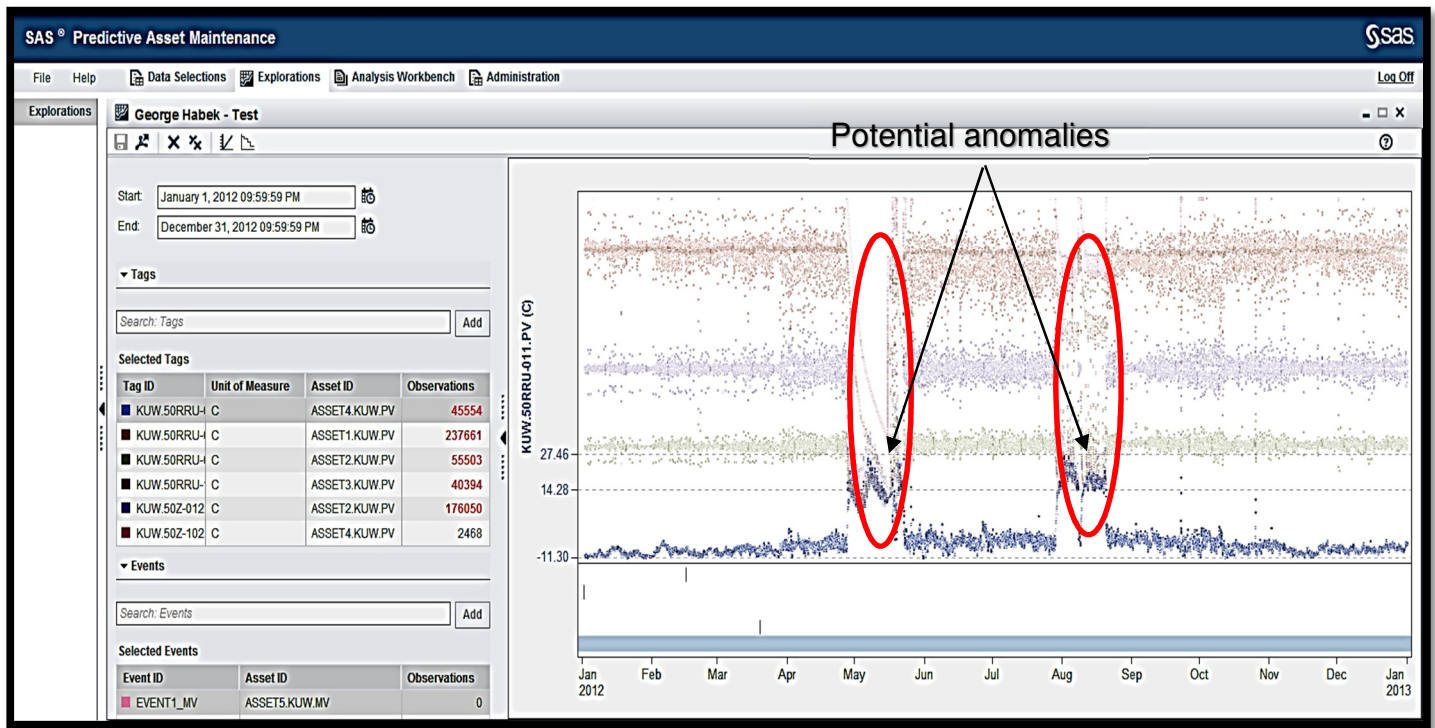 SAS ® Predictive Asset Maintenance
sas
File Help Data Selections Explorations Analysis Workbench Administration Log Off
Explorations George Habek - Test
Potential anomalies
Start: January 1, 2012 09:59:59 PM
End: December 31, 2012 09:59:59 PM
Tags
Search: Tags Add
Selected Tags
Tag ID Unit of Measure Asset ID Observations
KUW.50RRU- C ASSET4.KUW.PV 45554
KUW.50RRU- C ASSET1.KUW.PV 237661
KUW.50RRU- C ASSET2.KUW.PV 55503
KUW.50RRU- C ASSET3.KUW.PV 40394
KUW.50Z-012 C ASSET2.KUW.PV 176050
KUW.50Z-102 C ASSET4.KUW.PV 2468
Events
Search: Events Add
Selected Events
Event ID Asset ID Observations
EVENT1_MV ASSET5.KUW.MV 0
KUW.50RRU-011.PV (C)
27.46
14.28
-11.30
Jan Feb Mar Apr May Jun Jul Aug Sep Oct Nov Dec Jan
2012 2013